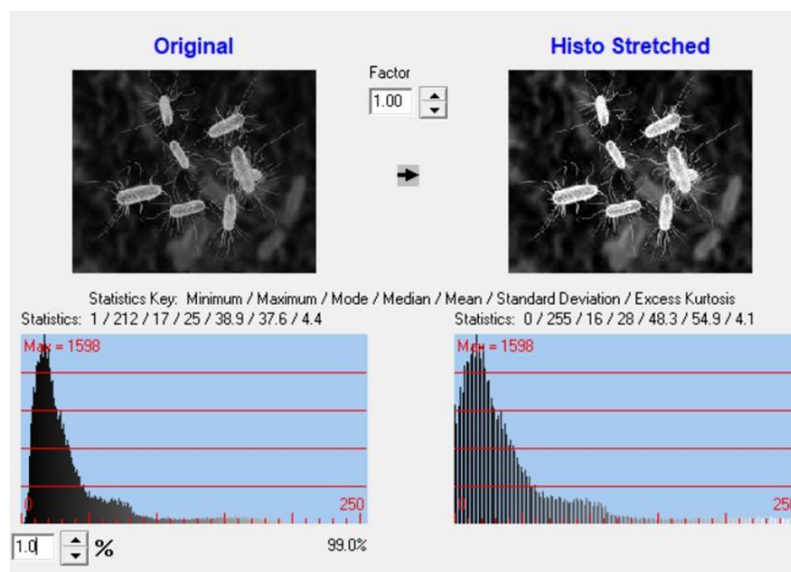 Original
Histo Stretched
Factor
1.00
Statistics Key: Minimum / Maximum / Mode / Median / Mean / Standard Deviation / Excess Kurtosis
Statistics: 1 / 212 / 17 / 25 / 38.9 / 37.6 / 4.4
Statistics: 0 / 255 / 16 / 28 / 48.3 / 54.9 / 4.1
Max = 1598
Max = 1598
0 250
0 250
1.0 % 99.0%